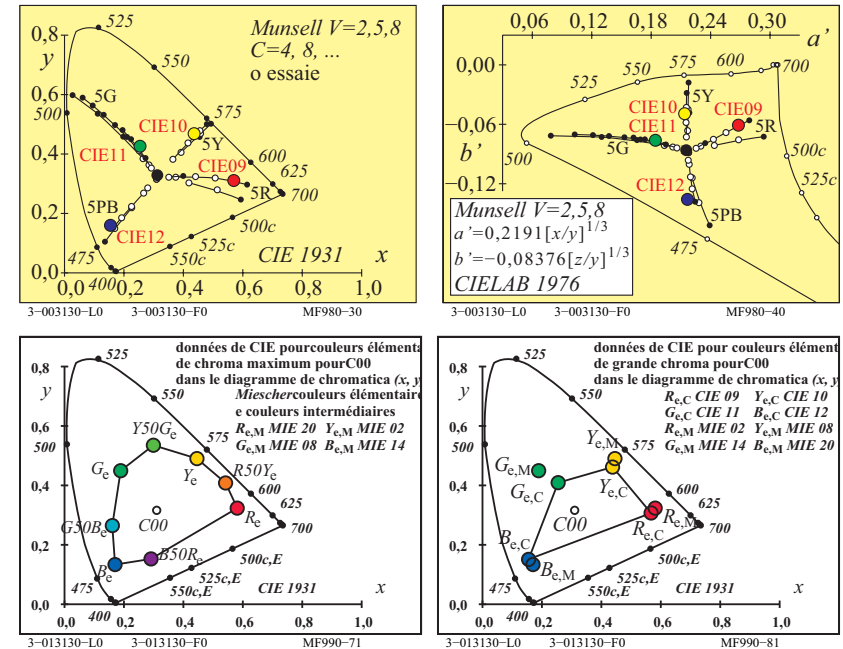 0,8
y
0,6
500
0,4
0,2
0,0
525
550
Munsell V=2,5,8
C=4, 8, ...
o essaie
5G
CIE10
575
5Y
CIE11
600
CIE09
625
5R
700
5PB
CIE12
500c
525c
550c
475
400
CIE 1931
x
0,0
0,2
0,4
0,6
0,8
1,0
3-003130-L0
3-003130-F0
MF980-30
0,06
0,12
0,18
0,24
0,30
a’
0,00
−0,06
b’
−0,12
525
550
575
600
700
5Y
CIE10
CIE09
CIE11
5R
5G
500
500c
CIE12
525c
5PB
475
Munsell V=2,5,8
a’=0,2191[x/y]1/3
b’=−0,08376[z/y]1/3
CIELAB 1976
3-003130-L0
3-003130-F0
MF980-40
données de CIE pourcouleurs élémenta
de chroma maximum pourC00
dans le diagramme de chromatica (x, y
Mieschercouleurs élémentaire
e couleurs intermédiaires
Re,M MIE 20 Ye,M MIE 02
Ge,M MIE 08 Be,M MIE 14
0,8
y
0,6
500
0,4
0,2
0,0
525
550
Y50Ge
575
Ge
Ye
R50Ye
600
625
Re
700
G50Be
C00
B50Re
Be
500c,E
525c,E
550c,E
475
400
CIE 1931
x
0,0
0,2
0,4
0,6
0,8
1,0
3-013130-L0
3-013130-F0
MF990-71
données de CIE pour couleurs élément
de grande chroma pourC00
dans le diagramme de chromatica (x, y
Re,C CIE 09 Ye,C CIE 10
Ge,C CIE 11 Be,C CIE 12
Re,M MIE 02 Ye,M MIE 08
Ge,M MIE 14 Be,M MIE 20
0,8
y
0,6
500
0,4
0,2
0,0
525
550
Ye,M
575
Ge,M
Ye,C
600
Ge,C
625
C00
Re,M
700
Re,C
Be,C
Be,M
500c,E
525c,E
550c,E
475
400
CIE 1931
x
0,0
0,2
0,4
0,6
0,8
1,0
3-013130-L0
3-013130-F0
MF990-81